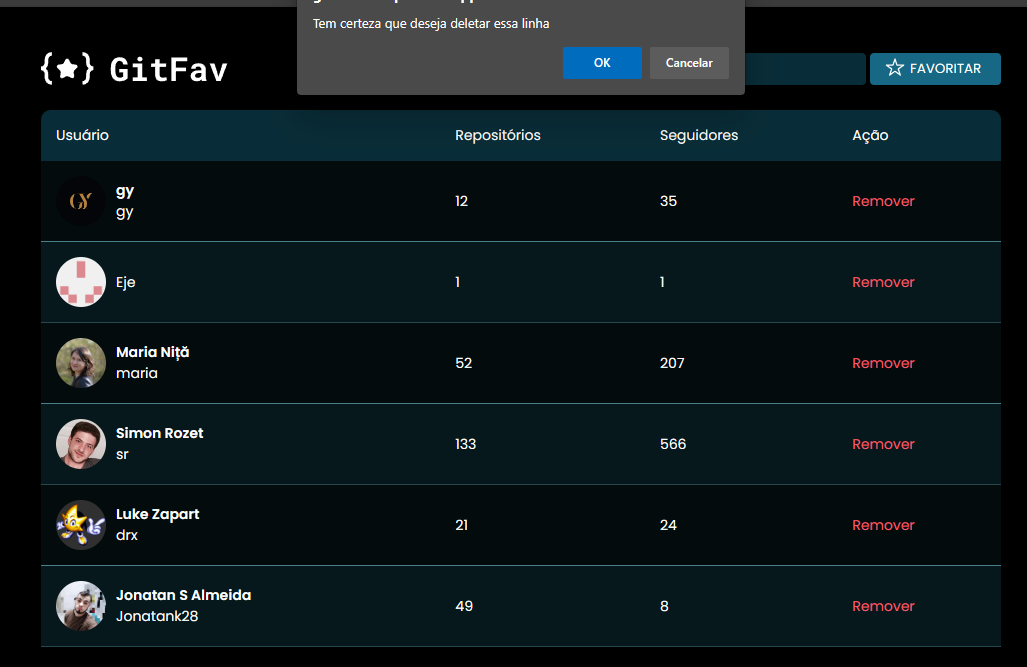 Tem certeza que deseja deletar essa linha
OK Cancelar
{★} GitFav
FAVORITAR
Usuário Repositórios Seguidores Ação
gy
gy
12 35 Remover
Eje 1 1 Remover
Maria Niță
maria
52 207 Remover
Simon Rozet
sr
133 566 Remover
Luke Zapart
drx
21 24 Remover
Jonatan S Almeida
Jonatank28
49 8 Remover
GY